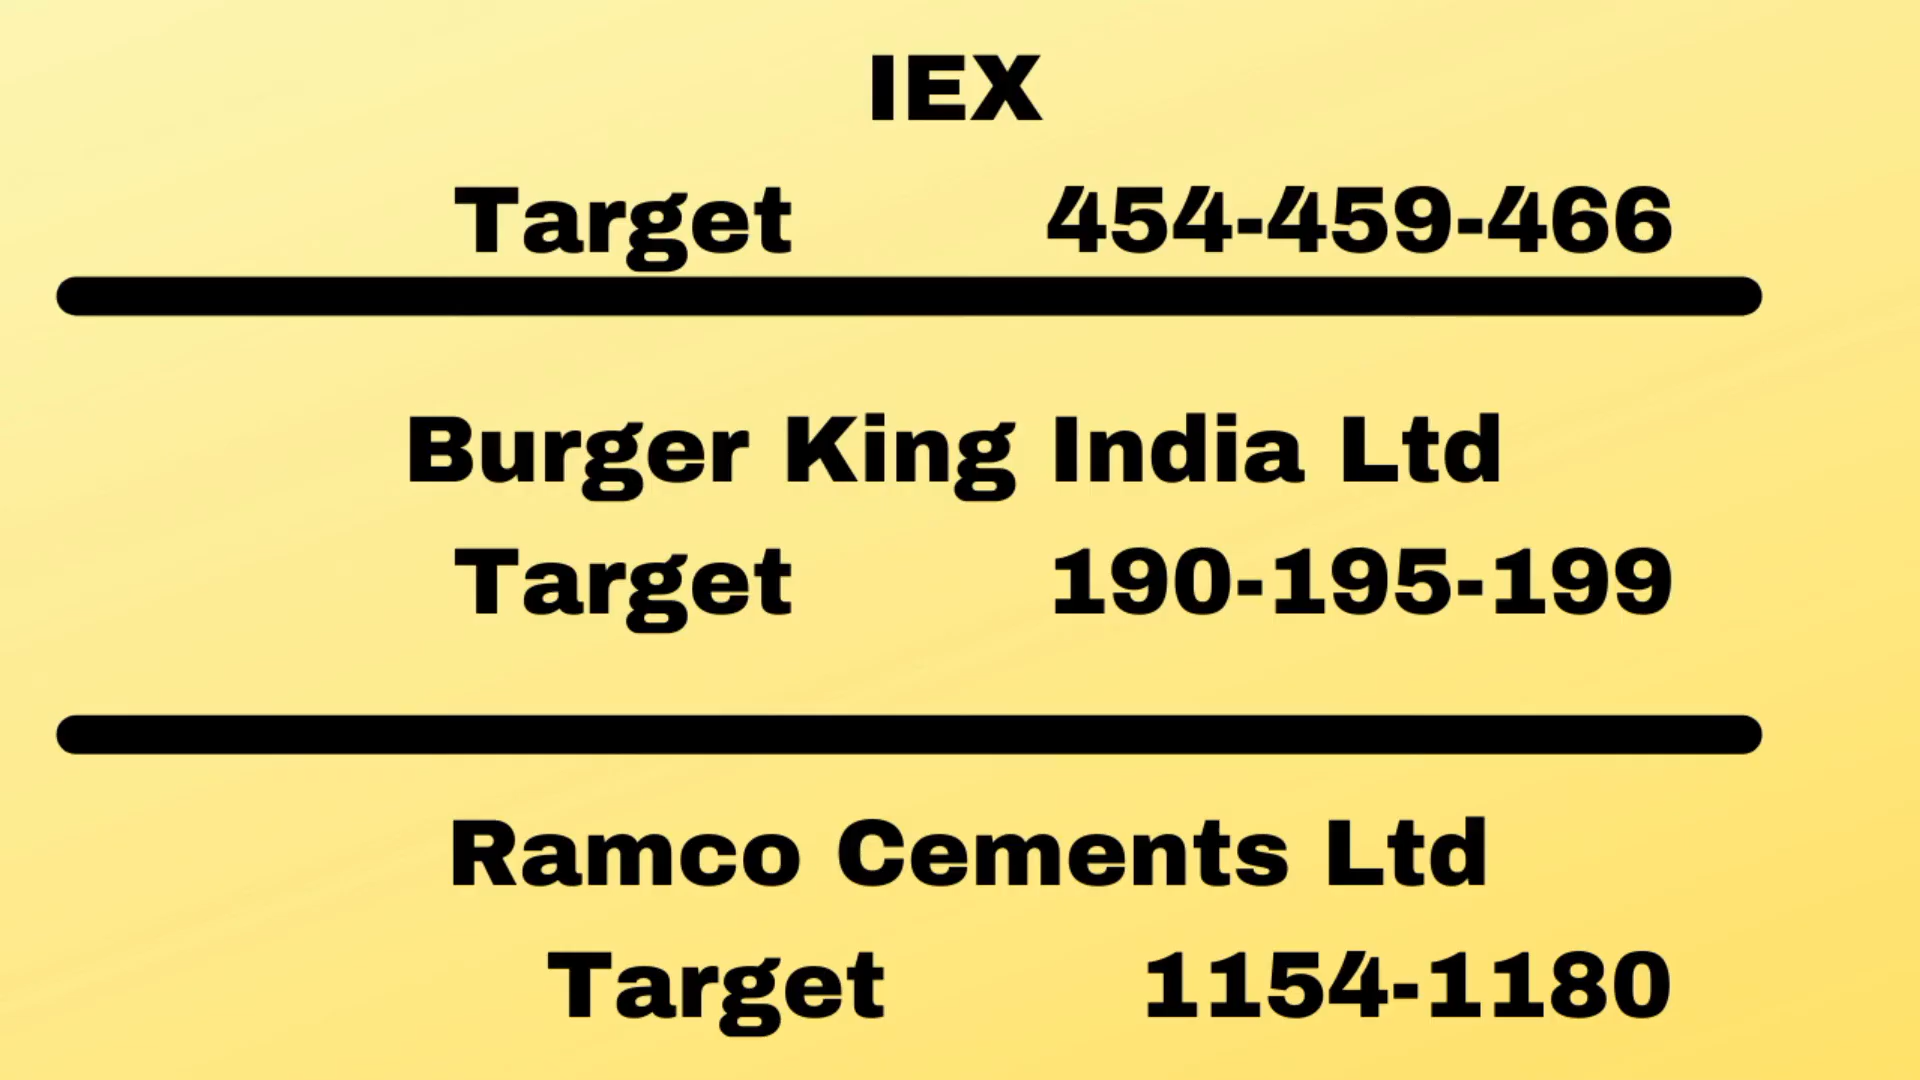 IEX
Target 454-459-466
Burger King India Ltd
Target 190-195-199
Ramco Cements Ltd
Target 1154-1180